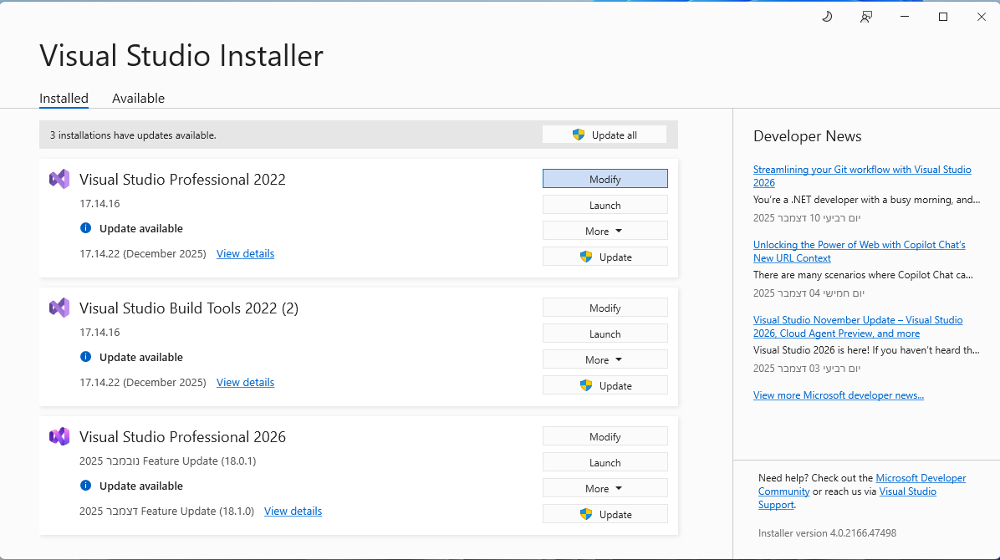 Visual Studio Installer
Installed
Available
3 installations have updates available.
Update all
Visual Studio Professional 2022
17.14.16
Update available
17.14.22 (December 2025) View details
Modify
Launch
More
Update
Visual Studio Build Tools 2022 (2)
17.14.16
Update available
17.14.22 (December 2025) View details
Modify
Launch
More
Update
Visual Studio Professional 2026
2025 נובמבר Feature Update (18.0.1)
Update available
2025 דצמבר Feature Update (18.1.0) View details
Modify
Launch
More
Update
Developer News
Streamlining your Git workflow with Visual Studio
2026
You're a .NET developer with a busy morning, and...
יום רביעי 10 דצמבר 2025
Unlocking the Power of Web with Copilot Chat's
New URL Context
There are many scenarios where Copilot Chat ca...
יום חמישי 04 דצמבר 2025
Visual Studio November Update – Visual Studio
2026, Cloud Agent Preview, and more
Visual Studio 2026 is here! If you haven't heard th...
יום רביעי 03 דצמבר 2025
View more Microsoft developer news...
Need help? Check out the Microsoft Developer
Community or reach us via Visual Studio
Support.
Installer version 4.0.2166.47498